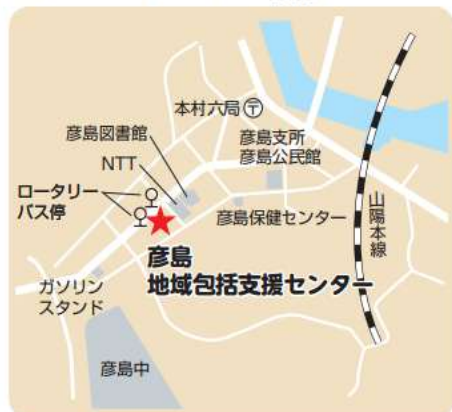 本村六局
彦島図書館
彦島支所
彦島公民館
NTT
ロータリー
バス停
彦島保健センター
山陽本線
彦島
地域包括支援センター
ガソリン
スタンド
彦島中